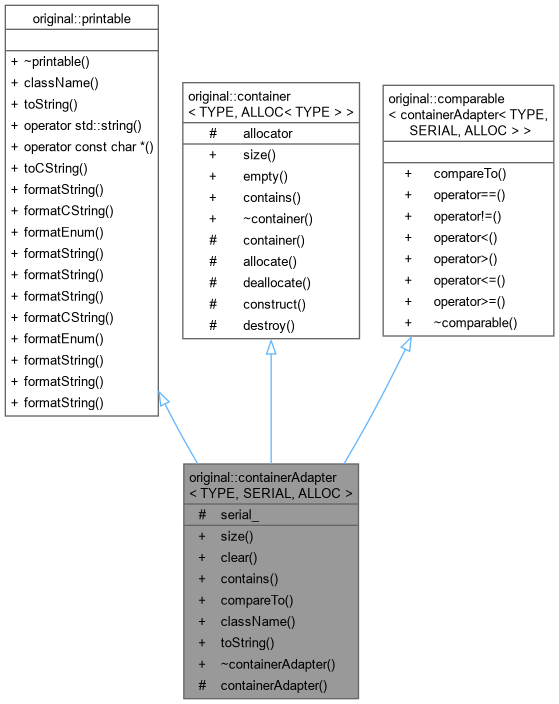 original::printable
+ ~printable()
+ className()
+ toString()
+ operator std::string()
+ operator const char *()
+ toCString()
+ formatString()
+ formatCString()
+ formatEnum()
+ formatString()
+ formatString()
+ formatString()
+ formatCString()
+ formatEnum()
+ formatString()
+ formatString()
+ formatString()
original::container
< TYPE, ALLOC< TYPE > >
# allocator
+ size()
+ empty()
+ contains()
+ ~container()
# container()
# allocate()
# deallocate()
# construct()
# destroy()
original::comparable
< containerAdapter< TYPE,
SERIAL, ALLOC > >
+ compareTo()
+ operator==()
+ operator!=()
+ operator<()
+ operator>()
+ operator<=()
+ operator>=()
+ ~comparable()
original::containerAdapter
< TYPE, SERIAL, ALLOC >
# serial_
+ size()
+ clear()
+ contains()
+ compareTo()
+ className()
+ toString()
+ ~containerAdapter()
# containerAdapter()